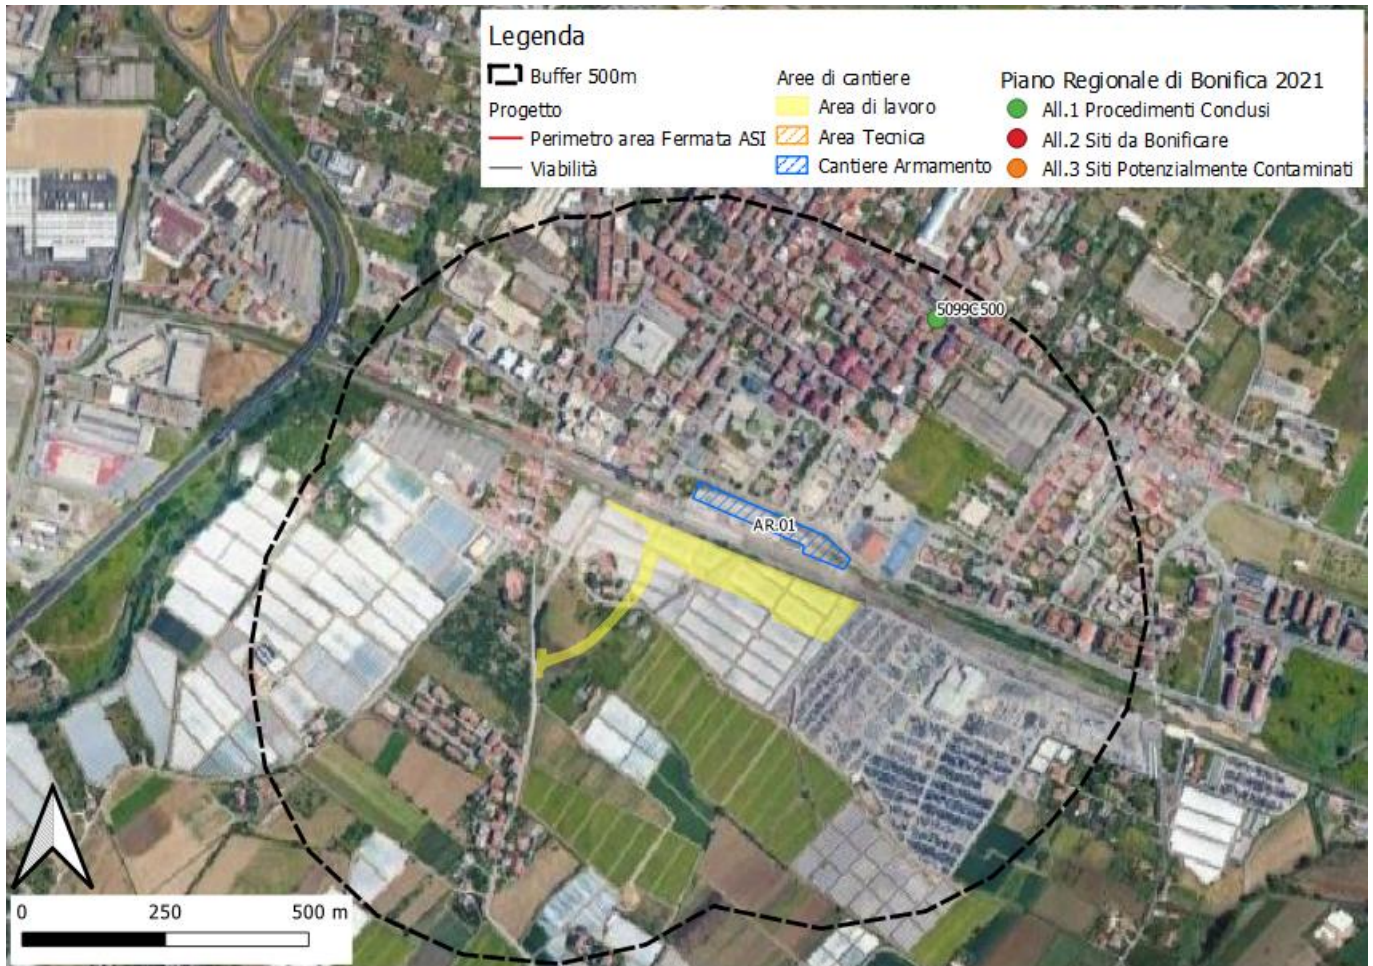 Legenda
Buffer 500m
Progetto
Perimetro area Fermata ASI
Viabilità
Aree di cantiere
Area di lavoro
Area Tecnica
Cantiere Armamento
Piano Regionale di Bonifica 2021
All.1 Procedimenti Conclusi
All.2 Siti da Bonificare
All.3 Siti Potenzialmente Contaminati
5099C500
AR.01
0 250 500 m